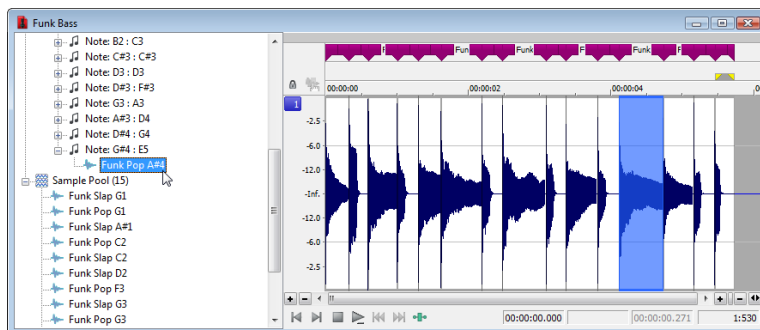 Funk Bass
Note: B2 : C3
Note: C#3 : C#3
Note: D3 : D3
Note: D#3 : F#3
Note: G3 : A3
Note: A#3 : D4
Note: D#4 : G4
Note: G#4 : E5
Funk Pop A#4
Sample Pool (15)
Funk Slap G1
Funk Pop G1
Funk Slap A#1
Funk Pop C2
Funk Slap C2
Funk Slap D2
Funk Pop F3
Funk Slap G3
Funk Pop G3
F Fun Funk F Funk F
00:00:00 00:00:02 00:00:04
1
-2.5
-6.0
-12.0
-Inf.
-12.0
-6.0
-2.5
00:00:00.000 00:00:00.271 1:530